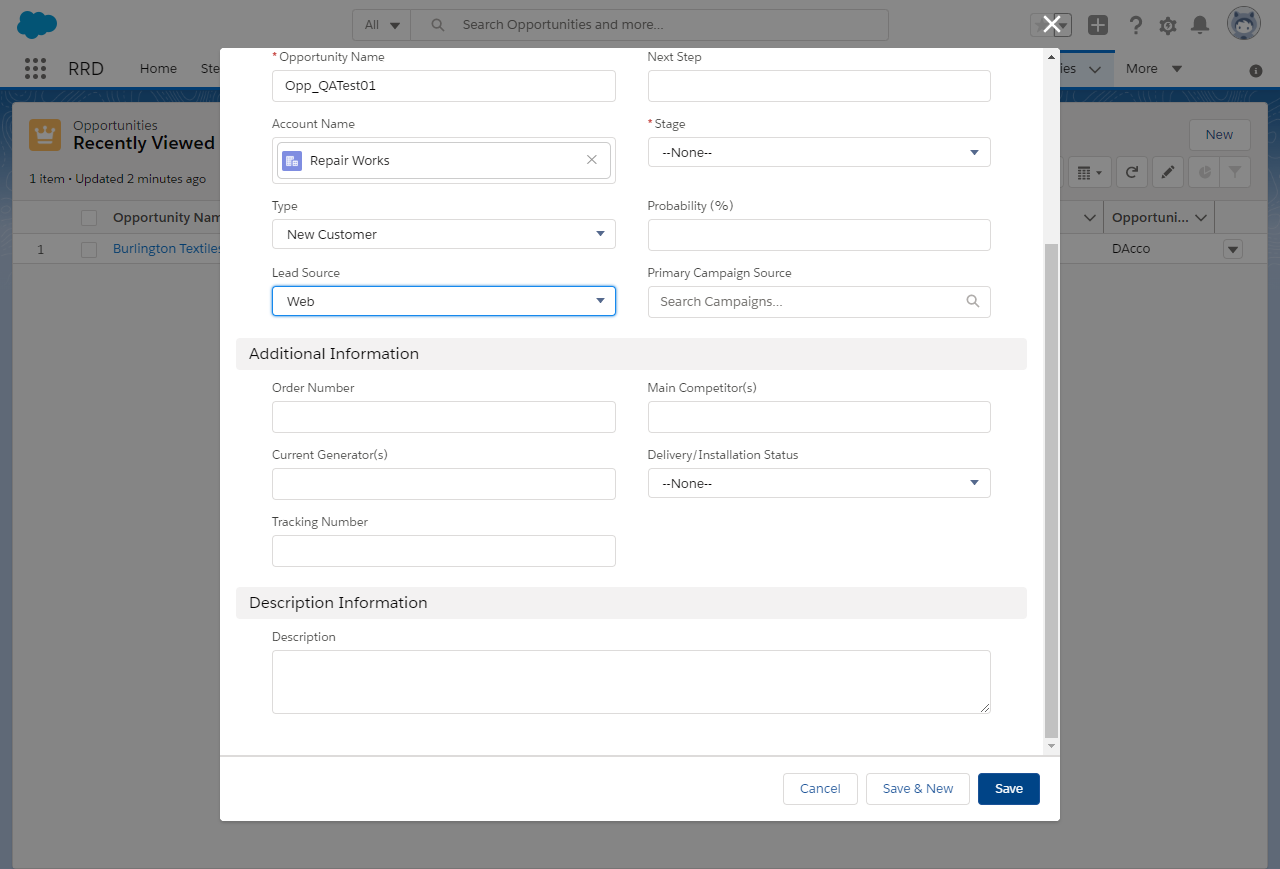 All
Search Opportunities and more...
RRD
Home
Ste
ies
More
Opportunities
Recently Viewed
New
1 item • Updated 2 minutes ago
Opportunity Nam
Opportuni...
1
Burlington Textiles
DAcco
*Opportunity Name
Opp_QATest01
Next Step
Account Name
Repair Works
*Stage
--None--
Type
New Customer
Probability (%)
Lead Source
Web
Primary Campaign Source
Search Campaigns...
Additional Information
Order Number
Main Competitor(s)
Current Generator(s)
Delivery/Installation Status
--None--
Tracking Number
Description Information
Description
Cancel
Save & New
Save